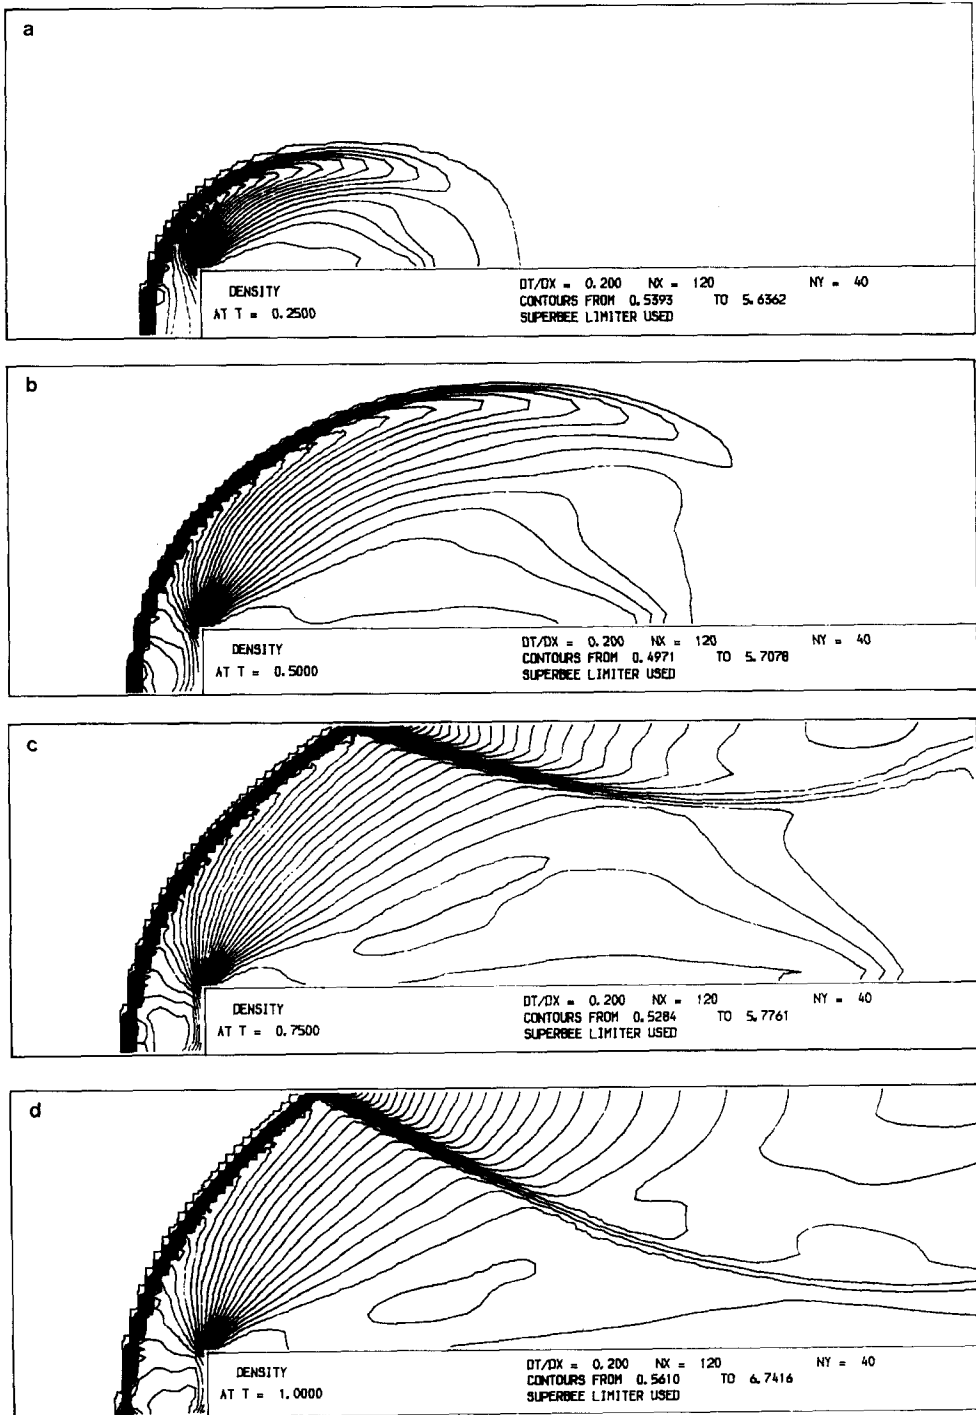 a
DENSITY
AT T = 0.2500
DT/DX = 0.200 NX = 120 NY = 40
CONTOURS FROM 0.5393 TO 5.6362
SUPERBEE LIMITER USED
b
DENSITY
AT T = 0.5000
DT/DX = 0.200 NX = 120 NY = 40
CONTOURS FROM 0.4971 TO 5.7078
SUPERBEE LIMITER USED
c
DENSITY
AT T = 0.7500
DT/DX = 0.200 NX = 120 NY = 40
CONTOURS FROM 0.5284 TO 5.7761
SUPERBEE LIMITER USED
d
DENSITY
AT T = 1.0000
DT/DX = 0.200 NX = 120 NY = 40
CONTOURS FROM 0.5610 TO 6.7416
SUPERBEE LIMITER USED